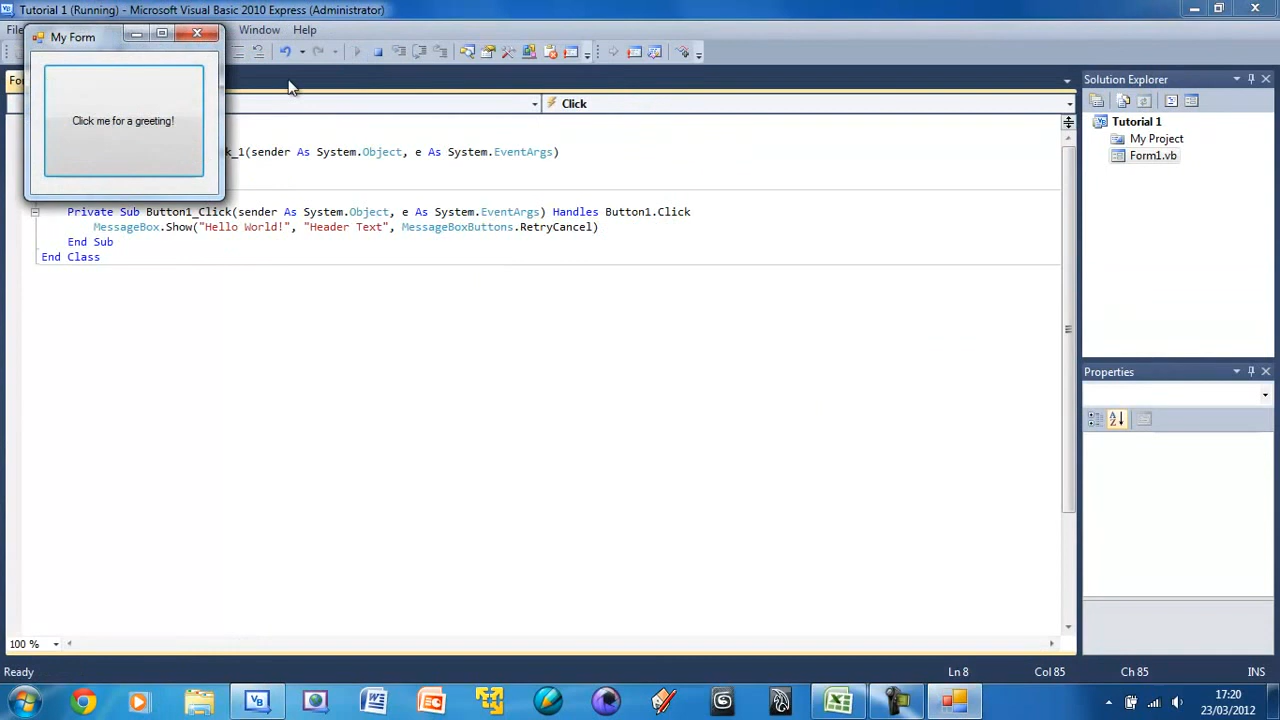 Tutorial 1 (Running) - Microsoft Visual Basic 2010 Express (Administrator)
Window Help
My Form
Click me for a greeting!
Click
k_1(sender As System.Object, e As System.EventArgs)
Private Sub Button1_Click(sender As System.Object, e As System.EventArgs) Handles Button1.Click
MessageBox.Show("Hello World!", "Header Text", MessageBoxButtons.RetryCancel)
End Sub
End Class
100 %
Solution Explorer
Tutorial 1
My Project
Form1.vb
Properties
Ready
Ln 8
Col 85
Ch 85
INS
17:20
23/03/2012